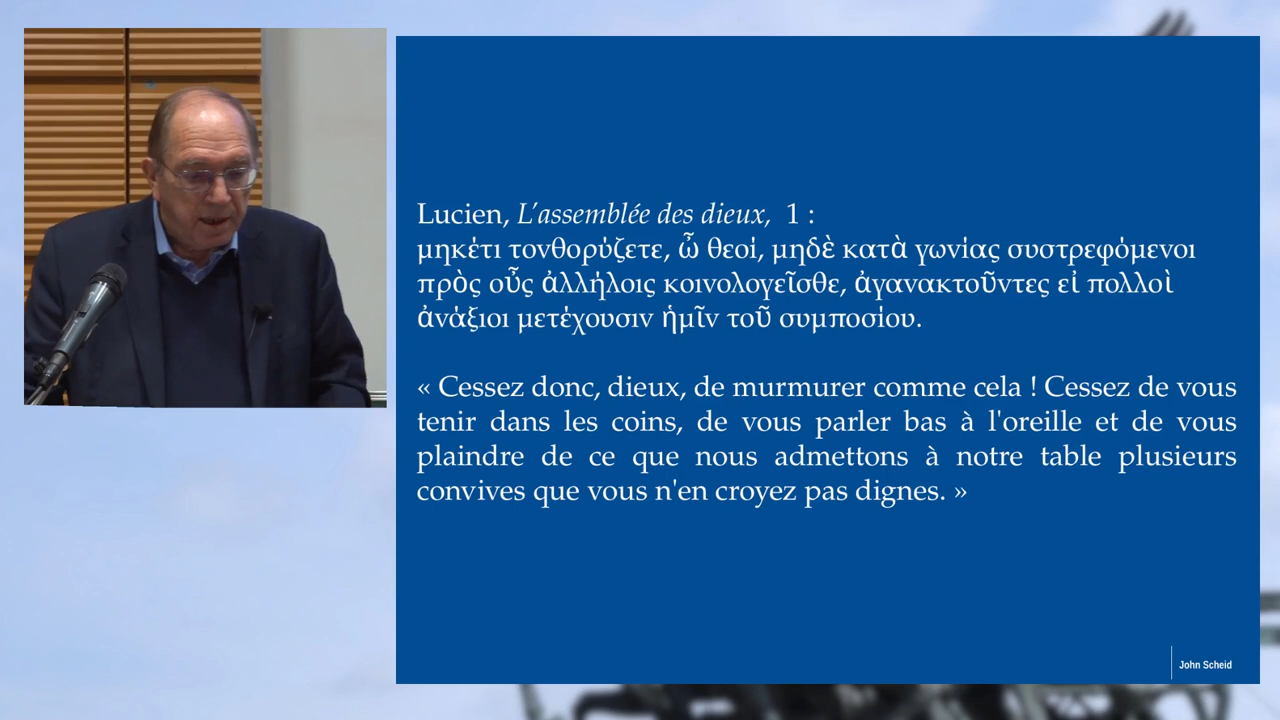 Lucien, L'assemblée des dieux, 1 :
μηκέτι τονθορύζετε, ὦ θεοί, μηδὲ κατὰ γωνίας συστρεφόμενοι
πρὸς οὖς ἀλλήλοις κοινολογεῖσθε, ἀγανακτοῦντες εἰ πολλοὶ
ἀνάξιοι μετέχουσιν ἡμῖν τοῦ συμποσίου.
« Cessez donc, dieux, de murmurer comme cela ! Cessez de vous
tenir dans les coins, de vous parler bas à l'oreille et de vous
plaindre de ce que nous admettons à notre table plusieurs
convives que vous n'en croyez pas dignes. »
John Scheid